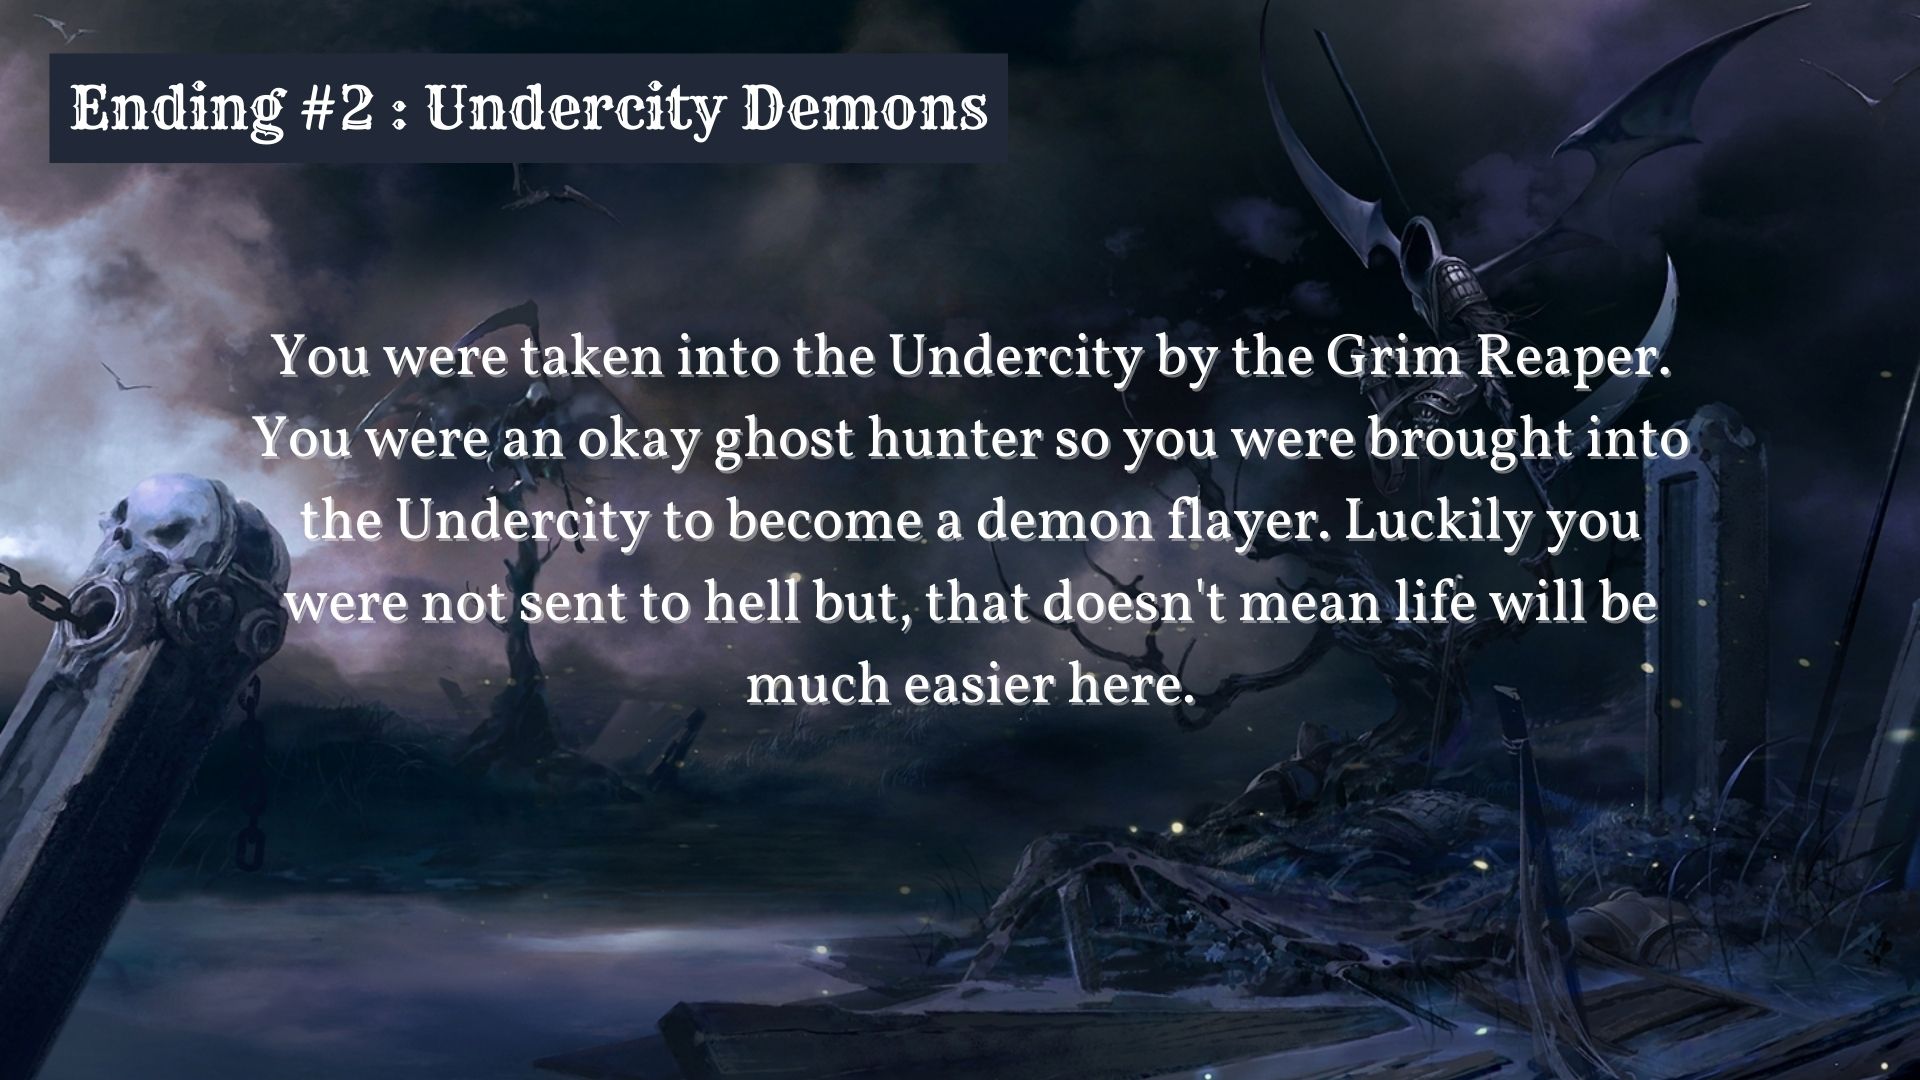 Ending #2 : Undercity Demons
You were taken into the Undercity by the Grim Reaper.
You were an okay ghost hunter so you were brought into
the Undercity to become a demon flayer. Luckily you
were not sent to hell but, that doesn't mean life will be
much easier here.